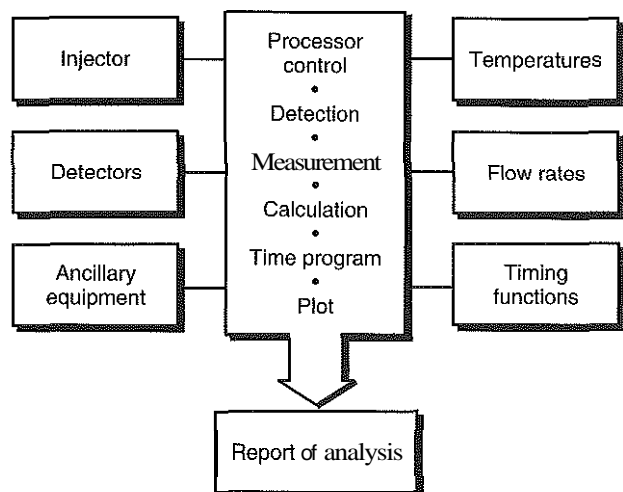 Injector
Detectors
Ancillary
equipment
Processor
control
•
Detection
•
Measurement
•
Calculation
•
Time program
•
Plot
Temperatures
Flow rates
Timing
functions
Report of analysis